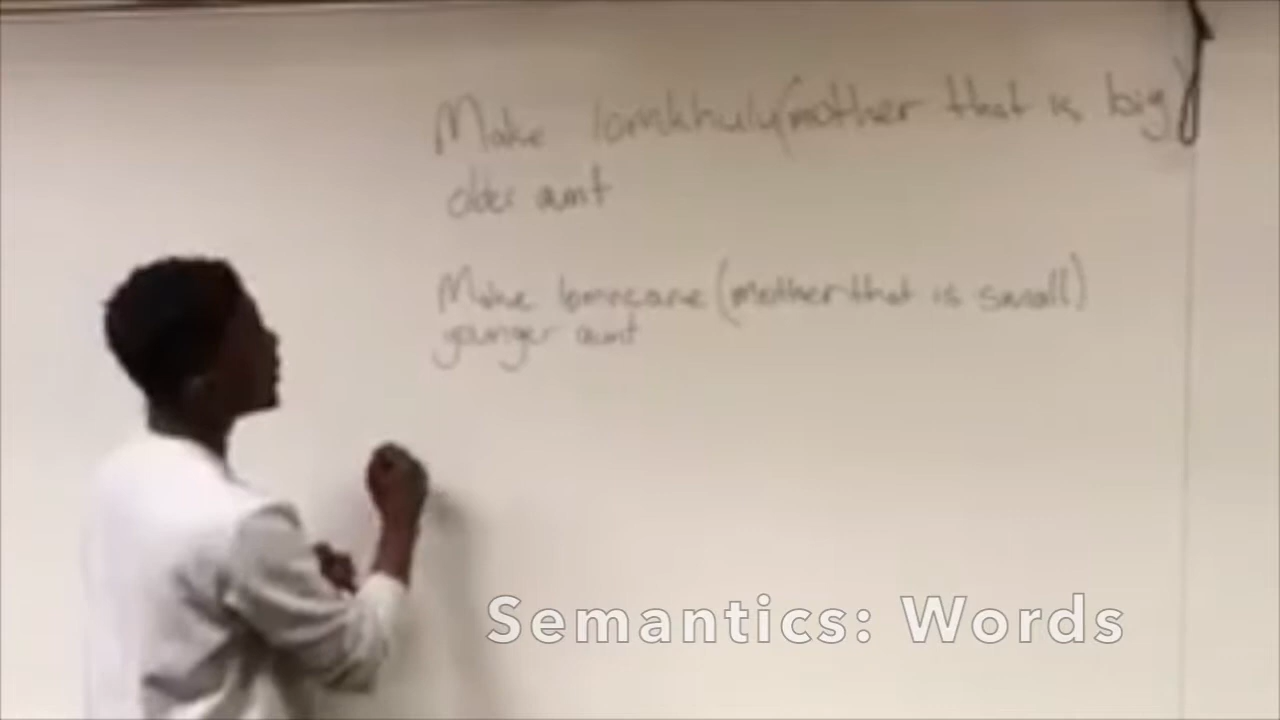 Make lomkhulu(mother that is big)
older aunt
Make lomncane (mother that is small)
younger aunt
Semantics: Words